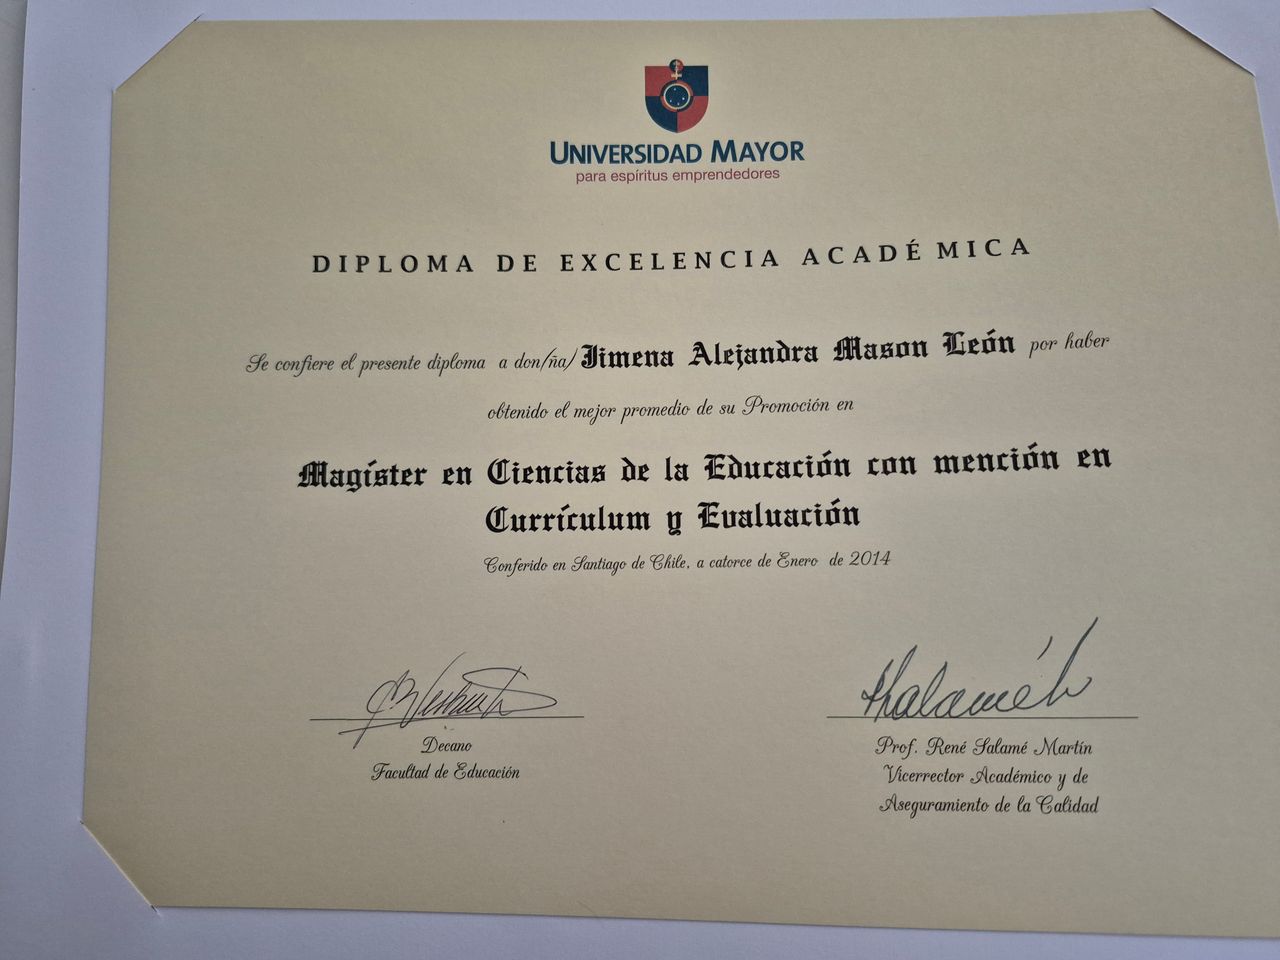 UNIVERSIDAD MAYOR
para espíritus emprendedores
DIPLOMA DE EXCELENCIA ACADÉMICA
Se confiere el presente diploma a don/ña/ Jimena Alejandra Mason León por haber
obtenido el mejor promedio de su Promoción en
Magíster en Ciencias de la Educación con mención en
Currículum y Evaluación
Conferido en Santiago de Chile, a catorce de Enero de 2014
Decano
Facultad de Educación
Prof. René Salamé Martín
Vicerrector Académico y de
Aseguramiento de la Calidad